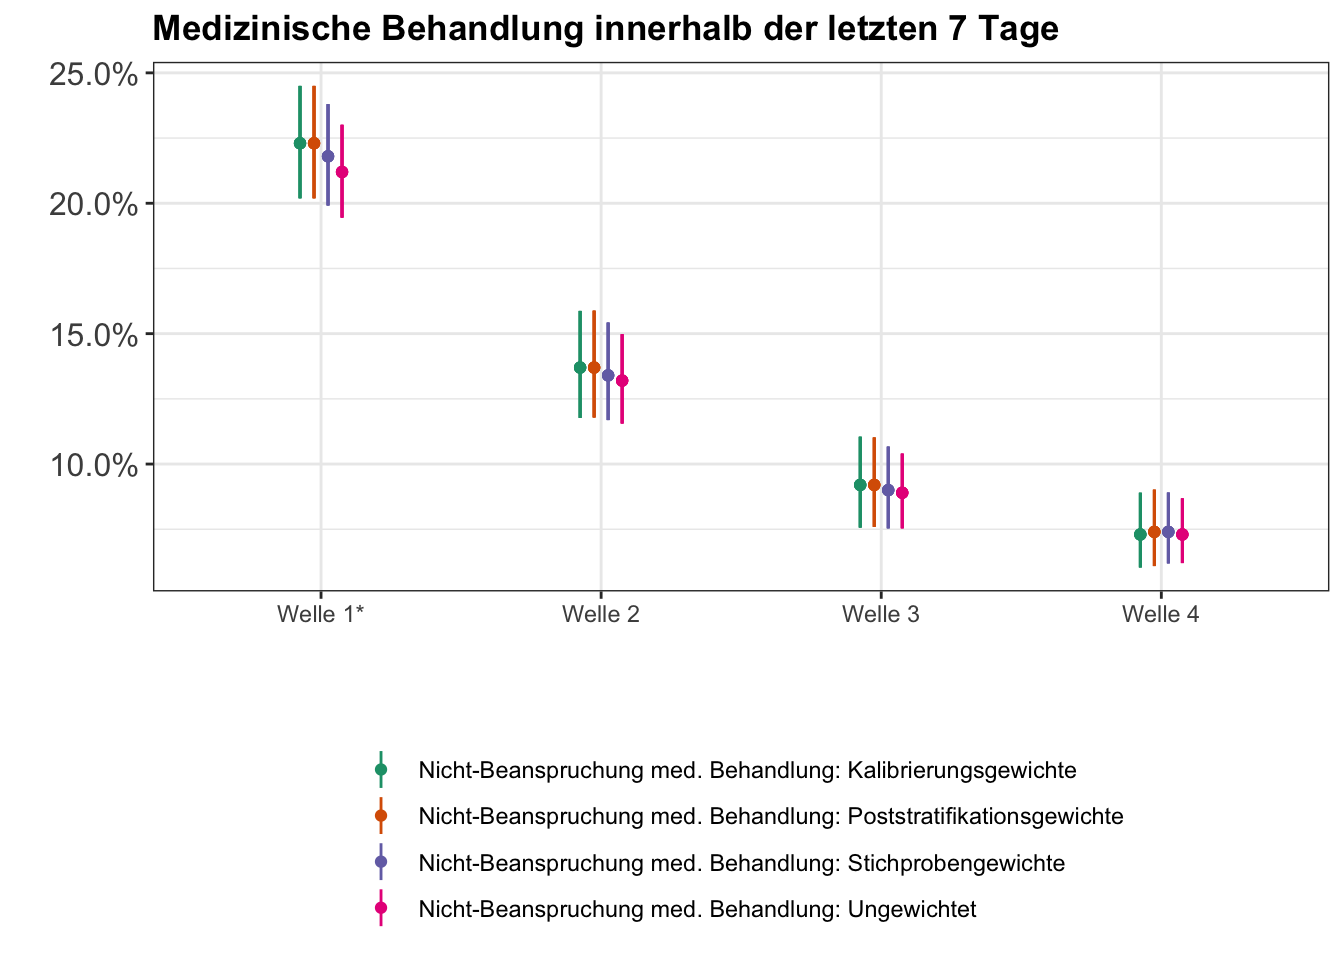 Medizinische Behandlung innerhalb der letzten 7 Tage
25.0%
20.0%
15.0%
10.0%
Welle 1*
Welle 2
Welle 3
Welle 4
Nicht-Beanspruchung med. Behandlung: Kalibrierungsgewichte
Nicht-Beanspruchung med. Behandlung: Poststratifikationsgewichte
Nicht-Beanspruchung med. Behandlung: Stichprobengewichte
Nicht-Beanspruchung med. Behandlung: Ungewichtet